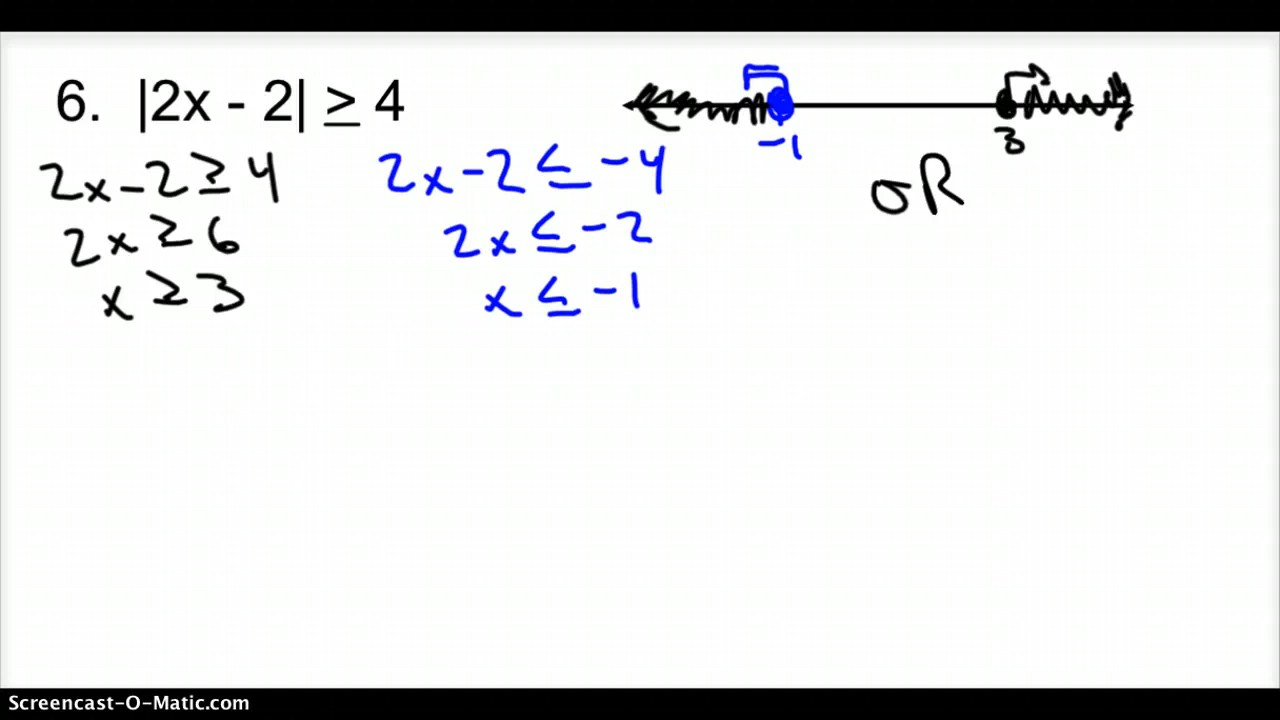 6. |2x - 2| ≥ 4
2x - 2 ≥ 4
2x ≥ 6
x ≥ 3
2x - 2 ≤ -4
2x ≤ -2
x ≤ -1
-1
3
OR
Screencast-O-Matic.com